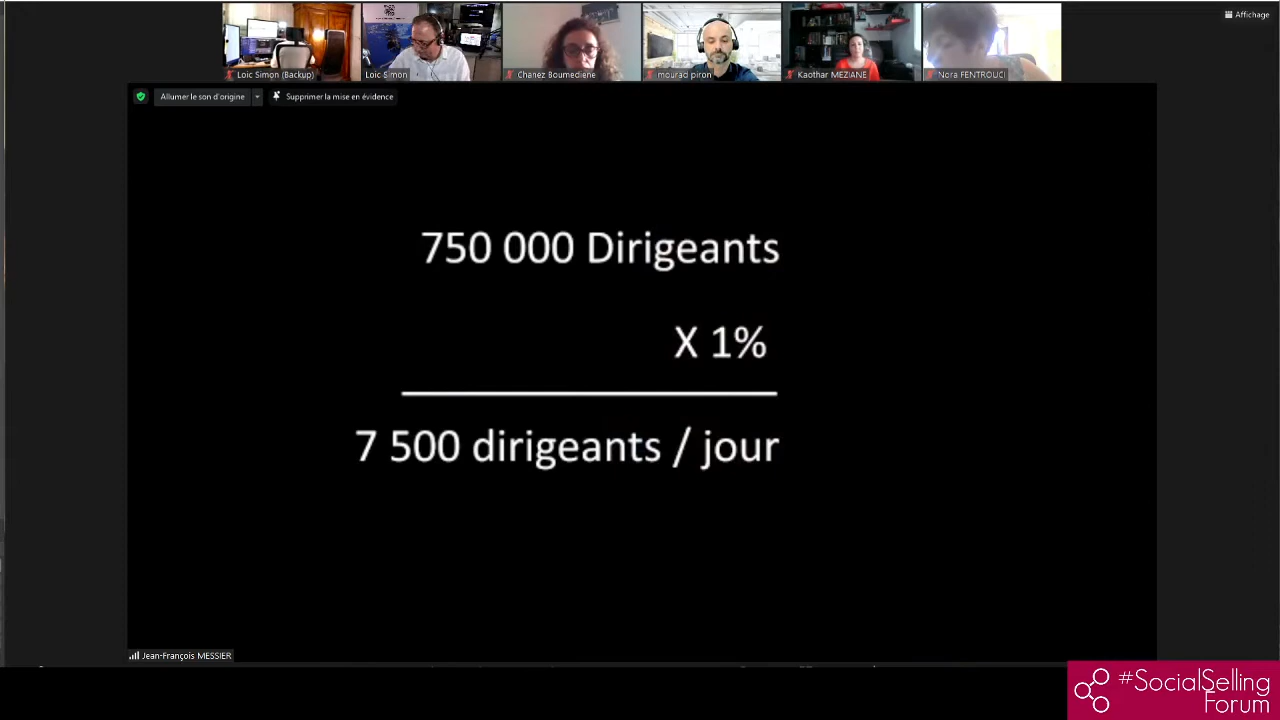 Affichage
Loic Simon (Backup)
Loic Simon
Chanez Boumediene
mourad piron
Kaothar MEZIANE
Nora FENTROUCI
Allumer le son d'origine
Supprimer la mise en évidence
750 000 Dirigeants
X 1%
7 500 dirigeants / jour
Jean-François MESSIER
#SocialSelling
Forum